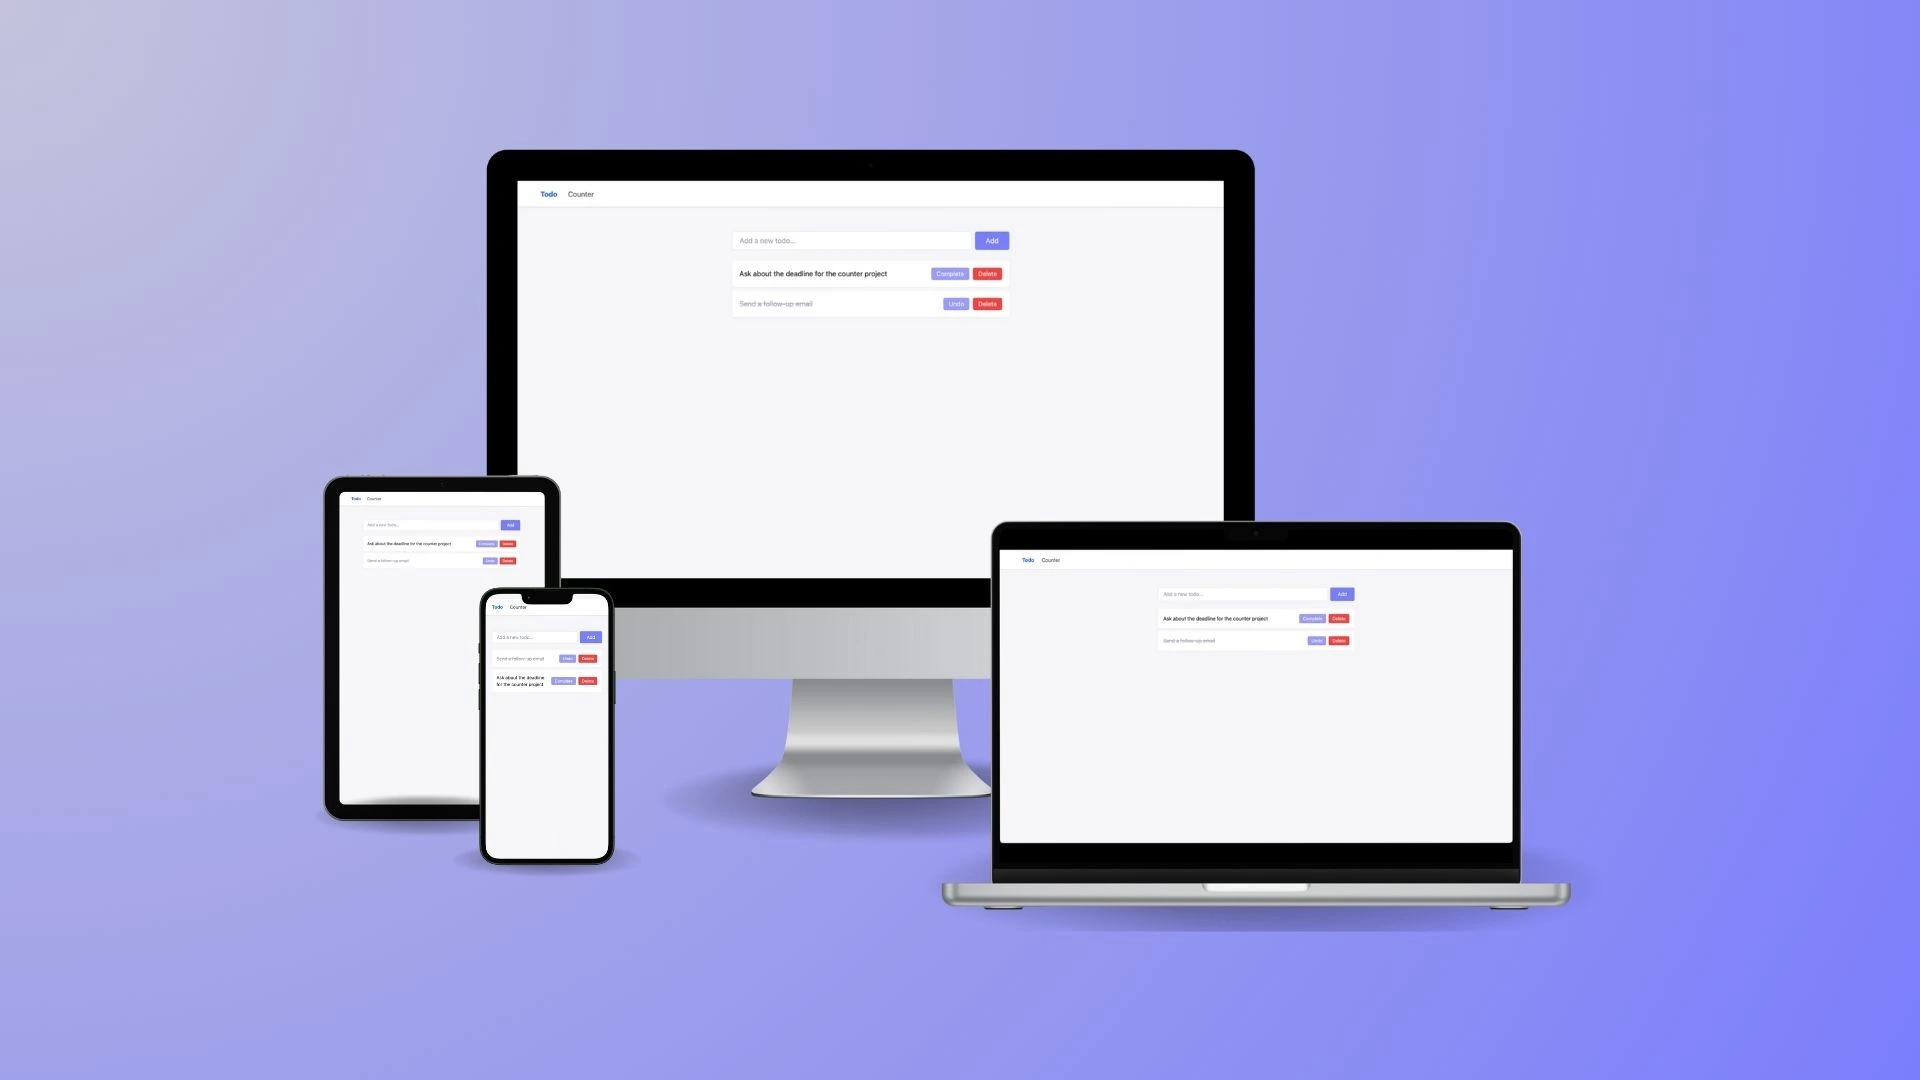 Todo Counter
Add a new todo... Add
Ask about the deadline for the counter project Complete Delete
Send a follow-up email Undo Delete
Todo Counter
Add a new todo... Add
Ask about the deadline for the counter project Complete Delete
Send a follow-up email Undo Delete
Todo Counter
Add a new todo... Add
Send a follow-up email Undo Delete
Ask about the deadline
for the counter project Complete Delete
Todo Counter
Add a new todo... Add
Ask about the deadline for the counter project Complete Delete
Send a follow-up email Undo Delete